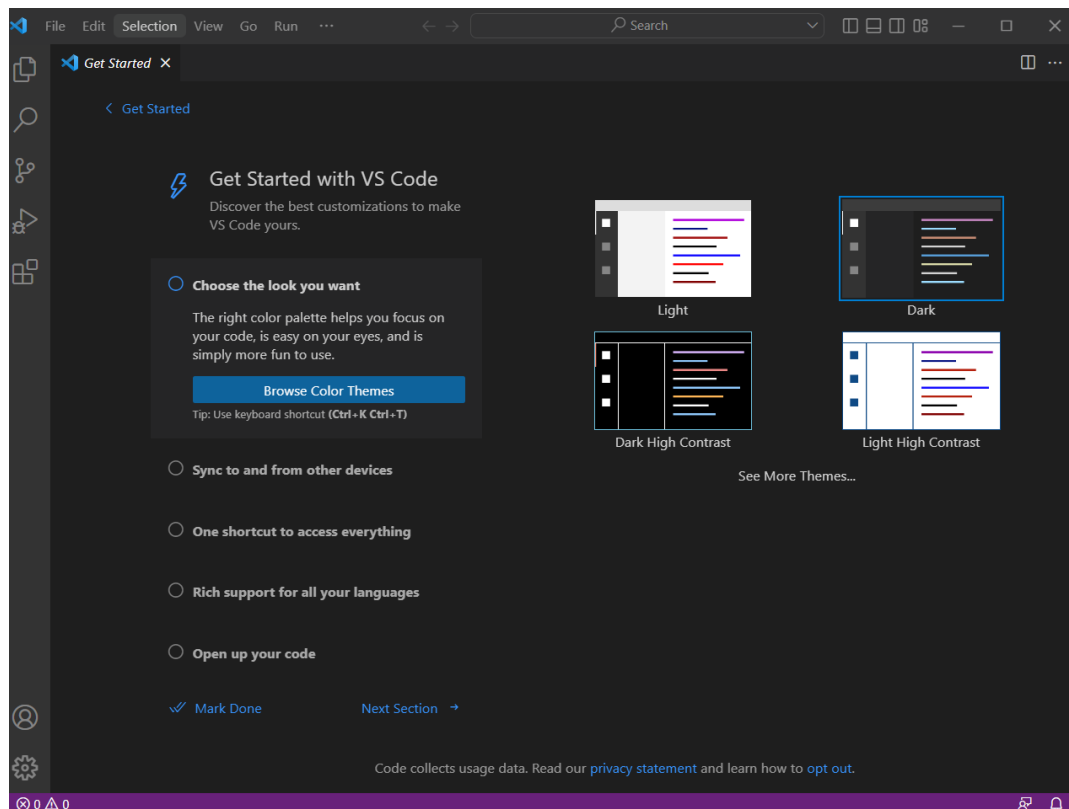 File Edit Selection View Go Run ··· Search
Get Started
Get Started
Get Started with VS Code
Discover the best customizations to make
VS Code yours.
Choose the look you want
The right color palette helps you focus on
your code, is easy on your eyes, and is
simply more fun to use.
Browse Color Themes
Tip: Use keyboard shortcut (Ctrl+K Ctrl+T)
Sync to and from other devices
One shortcut to access everything
Rich support for all your languages
Open up your code
Mark Done Next Section
Light Dark
Dark High Contrast Light High Contrast
See More Themes...
Code collects usage data. Read our privacy statement and learn how to opt out.
0 0